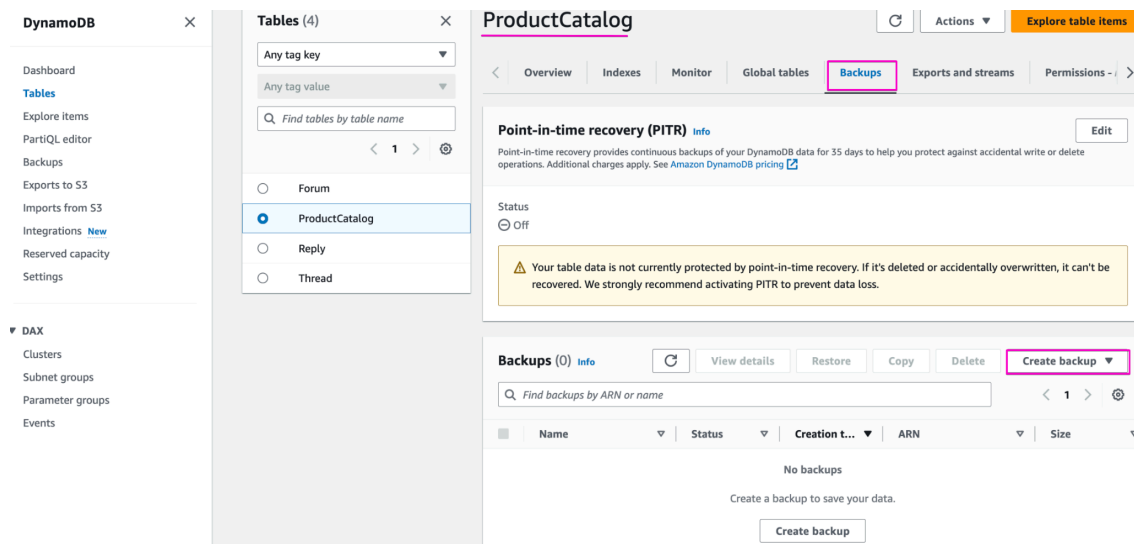 DynamoDB
Dashboard
Tables
Explore items
PartiQL editor
Backups
Exports to S3
Imports from S3
Integrations New
Reserved capacity
Settings
DAX
Clusters
Subnet groups
Parameter groups
Events
Tables (4)
Any tag key
Any tag value
Find tables by table name
1
Forum
ProductCatalog
Reply
Thread
ProductCatalog
Actions
Explore table items
Overview Indexes Monitor Global tables Backups Exports and streams Permissions -
Point-in-time recovery (PITR) Info
Edit
Point-in-time recovery provides continuous backups of your DynamoDB data for 35 days to help you protect against accidental write or delete
operations. Additional charges apply. See Amazon DynamoDB pricing
Status
Off
Your table data is not currently protected by point-in-time recovery. If it's deleted or accidentally overwritten, it can't be
recovered. We strongly recommend activating PITR to prevent data loss.
Backups (0) Info
View details Restore Copy Delete Create backup
Find backups by ARN or name
1
Name Status Creation t... ARN Size
No backups
Create a backup to save your data.
Create backup